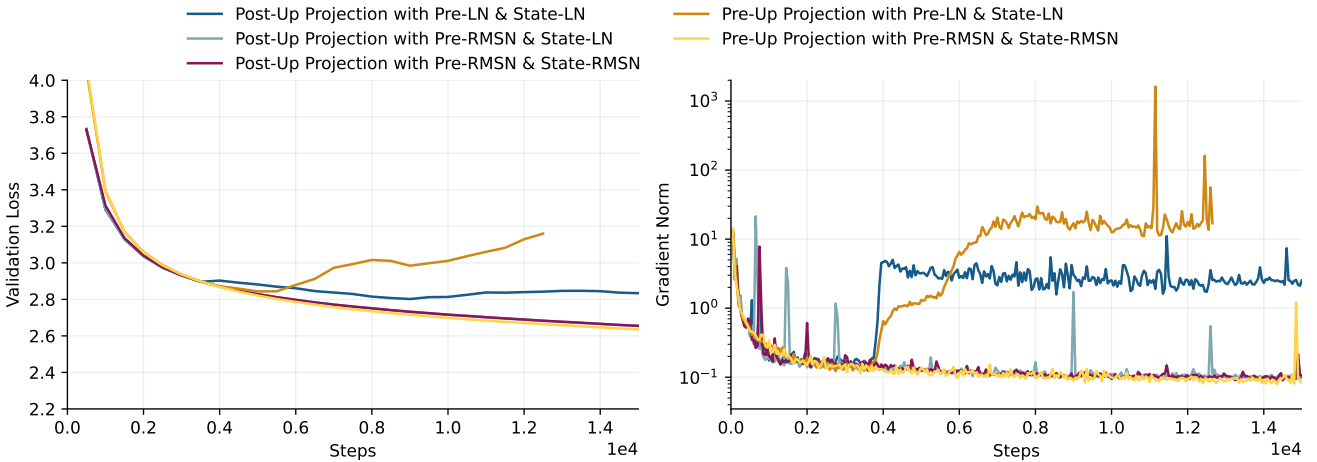 Post-Up Projection with Pre-LN & State-LN
Post-Up Projection with Pre-RMSN & State-LN
Post-Up Projection with Pre-RMSN & State-RMSN
Pre-Up Projection with Pre-LN & State-LN
Pre-Up Projection with Pre-RMSN & State-RMSN
Validation Loss
4.0
3.8
3.6
3.4
3.2
3.0
2.8
2.6
2.4
2.2
0.0 0.2 0.4 0.6 0.8 1.0 1.2 1.4
Steps
1e4
Gradient Norm
10³
10²
10¹
10⁰
10⁻¹
0.0 0.2 0.4 0.6 0.8 1.0 1.2 1.4
Steps
1e4